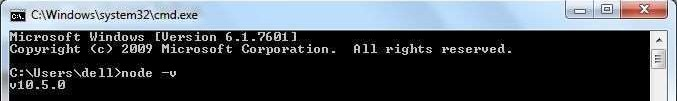 C:\Windows\system32\cmd.exe
Microsoft Windows [Version 6.1.7601]
Copyright (c) 2009 Microsoft Corporation.  All rights reserved.
C:\Users\dell>node -v
v10.5.0